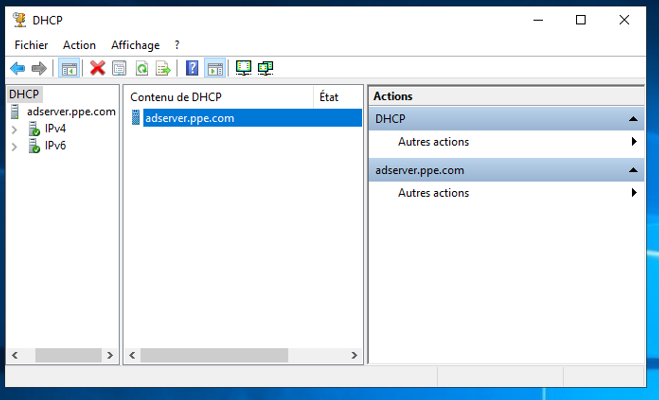 DHCP
Fichier Action Affichage ?
DHCP
adserver.ppe.com
IPv4
IPv6
Contenu de DHCP État
adserver.ppe.com
Actions
DHCP
Autres actions
adserver.ppe.com
Autres actions